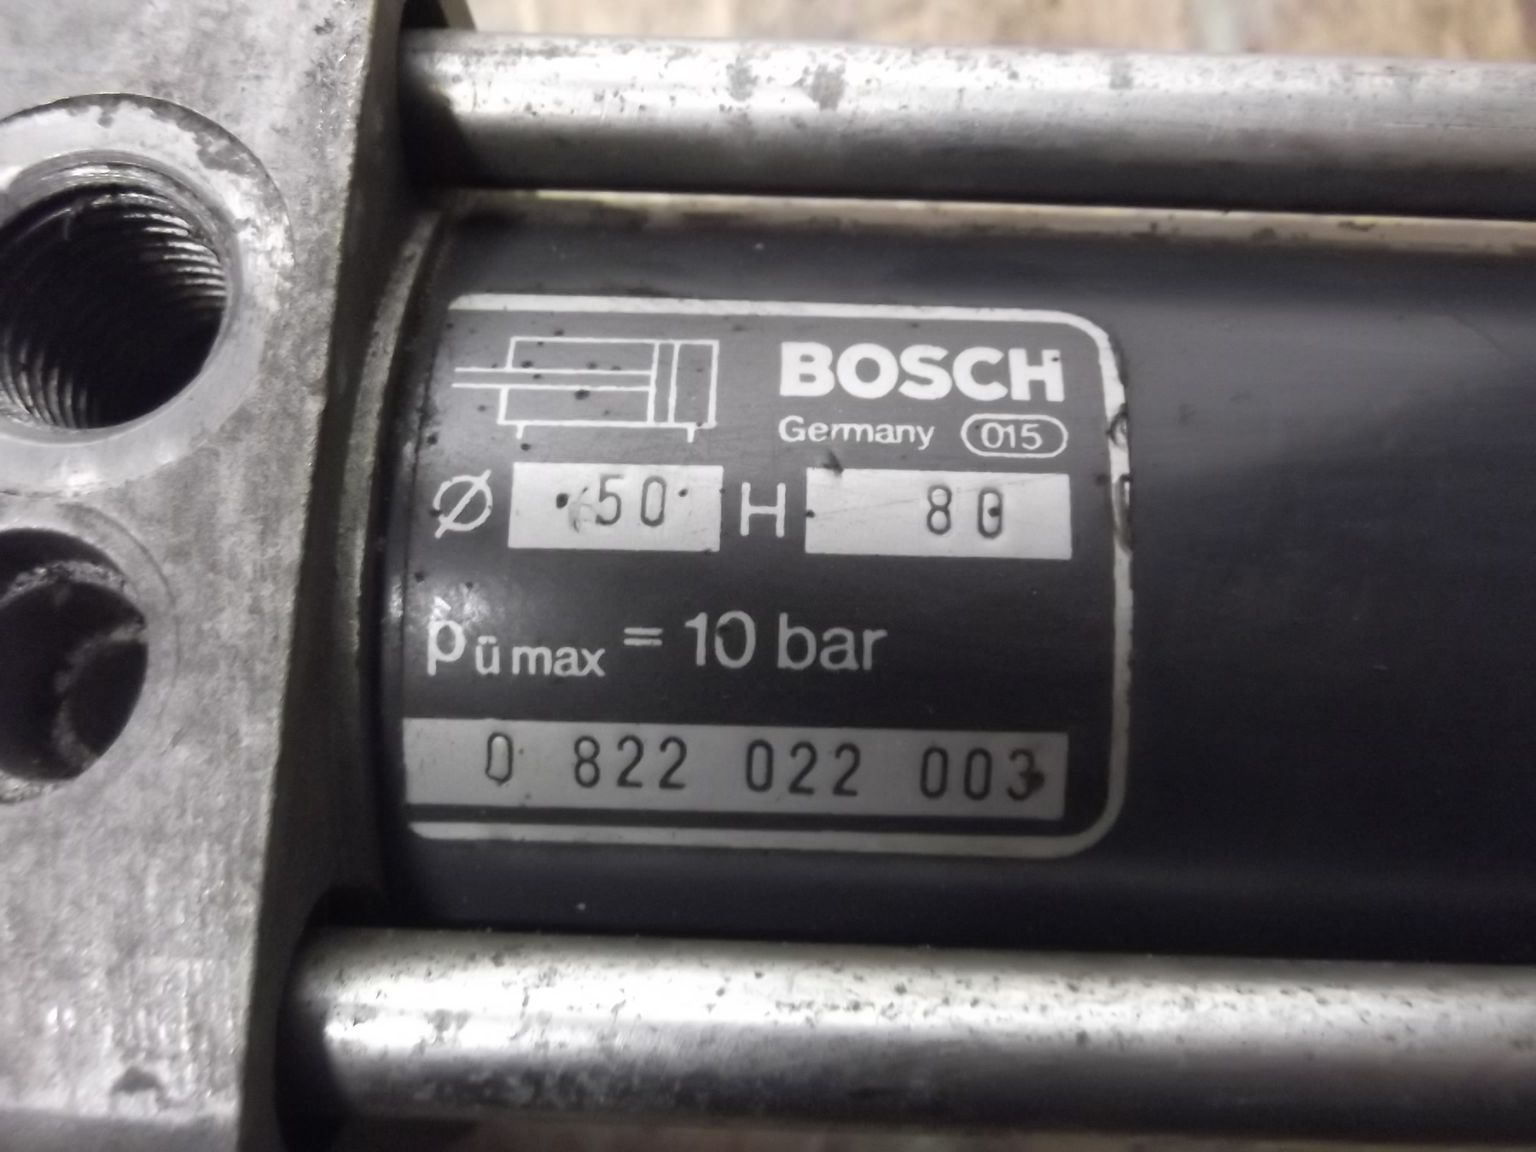 BOSCH
Germany 015
Ø 50 H 80
pü max = 10 bar
0 822 022 003